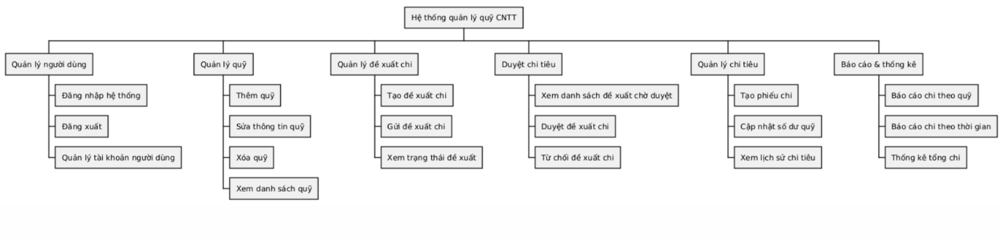 Hệ thống quản lý quỹ CNTT
Quản lý người dùng
Đăng nhập hệ thống
Đăng xuất
Quản lý tài khoản người dùng
Quản lý quỹ
Thêm quỹ
Sửa thông tin quỹ
Xóa quỹ
Xem danh sách quỹ
Quản lý đề xuất chi
Tạo đề xuất chi
Gửi đề xuất chi
Xem trạng thái đề xuất
Duyệt chi tiêu
Xem danh sách đề xuất chờ duyệt
Duyệt đề xuất chi
Từ chối đề xuất chi
Quản lý chi tiêu
Tạo phiếu chi
Cập nhật số dư quỹ
Xem lịch sử chi tiêu
Báo cáo & thống kê
Báo cáo chi theo quỹ
Báo cáo chi theo thời gian
Thống kê tổng chi